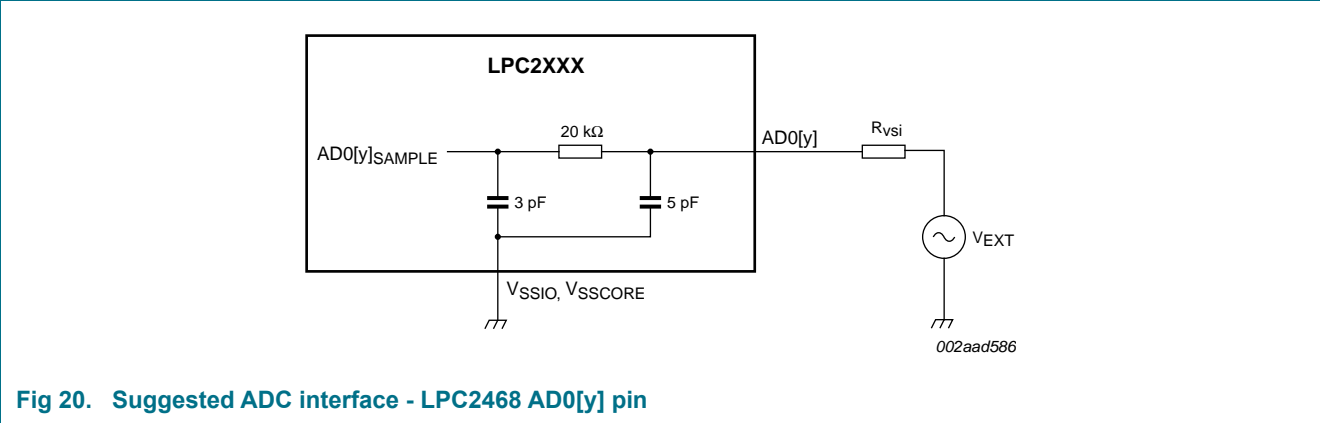 LPC2XXX
20 kΩ
AD0[y]SAMPLE
AD0[y]
Rvsi
3 pF
5 pF
VEXT
VSSIO, VSSCORE
002aad586
Fig 20. Suggested ADC interface - LPC2468 AD0[y] pin